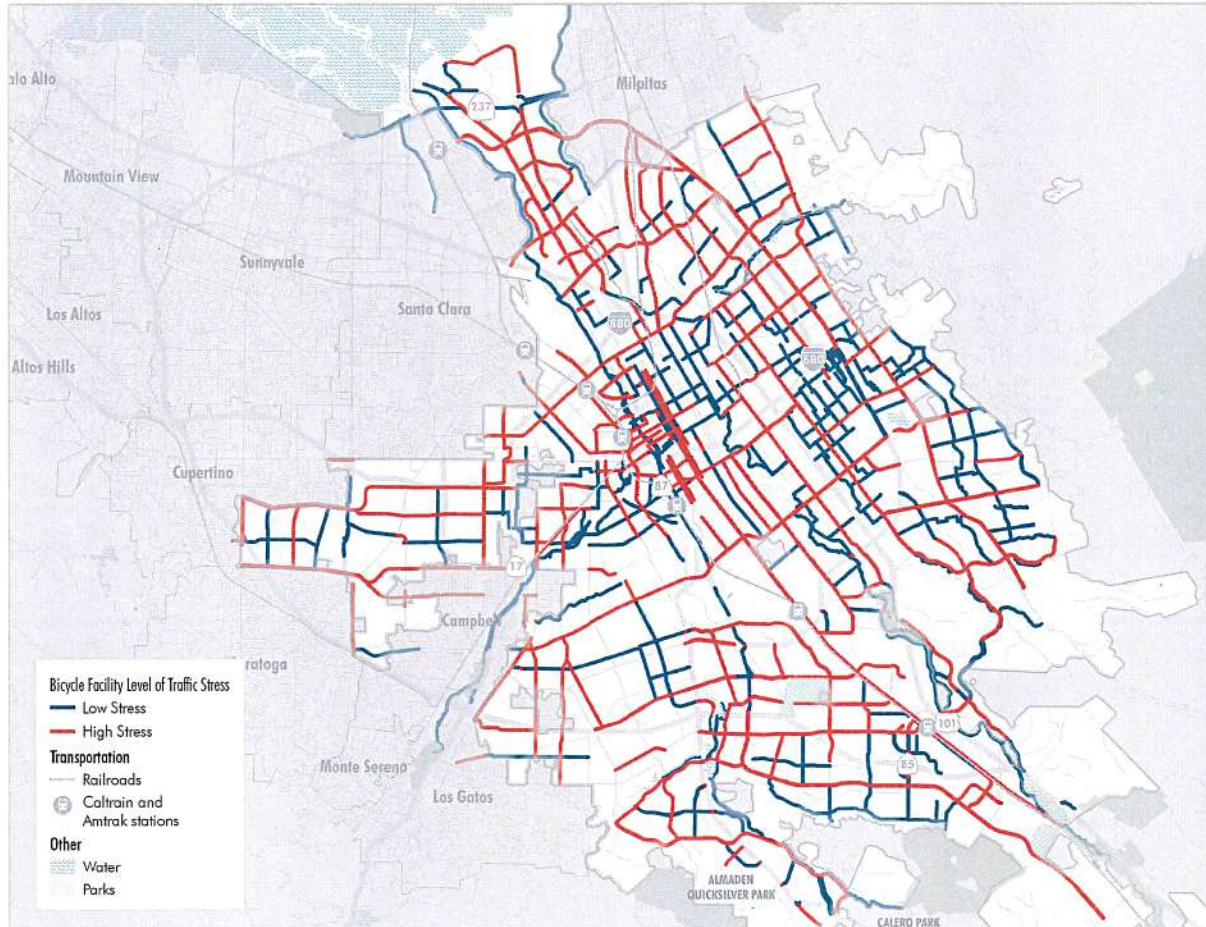 alo Alto
Milpitas
237
Mountain View
Sunnyvale
Santa Clara
Los Altos
880
Altos Hills
680
Cupertino
87
17
Campbell
ratoga
101
85
Monte Sereno
Los Gatos
ALMADEN
QUICKSILVER PARK
CALERO PARK
Bicycle Facility Level of Traffic Stress
Low Stress
High Stress
Transportation
Railroads
Caltrain and
Amtrak stations
Other
Water
Parks